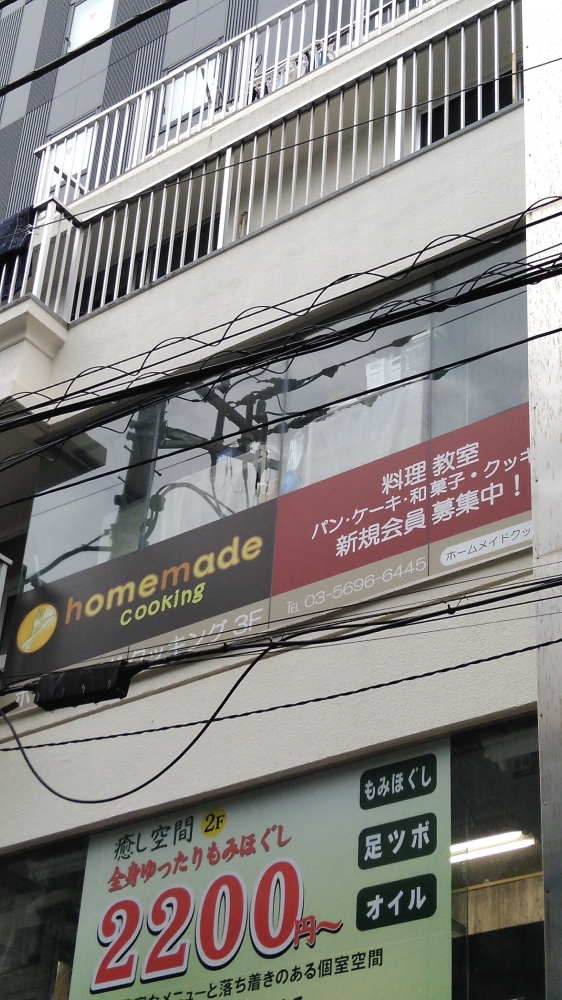 homemade
cooking
クッキング 3F
料理 教室
パン・ケーキ・和菓子・クッキ
新規会員 募集中！
TEL 03-5696-6445
ホームメイドクッ
癒し空間 2F
全身ゆったりもみほぐし
2200円～
メニューと落ち着きのある個室空間
もみほぐし
足ツボ
オイル